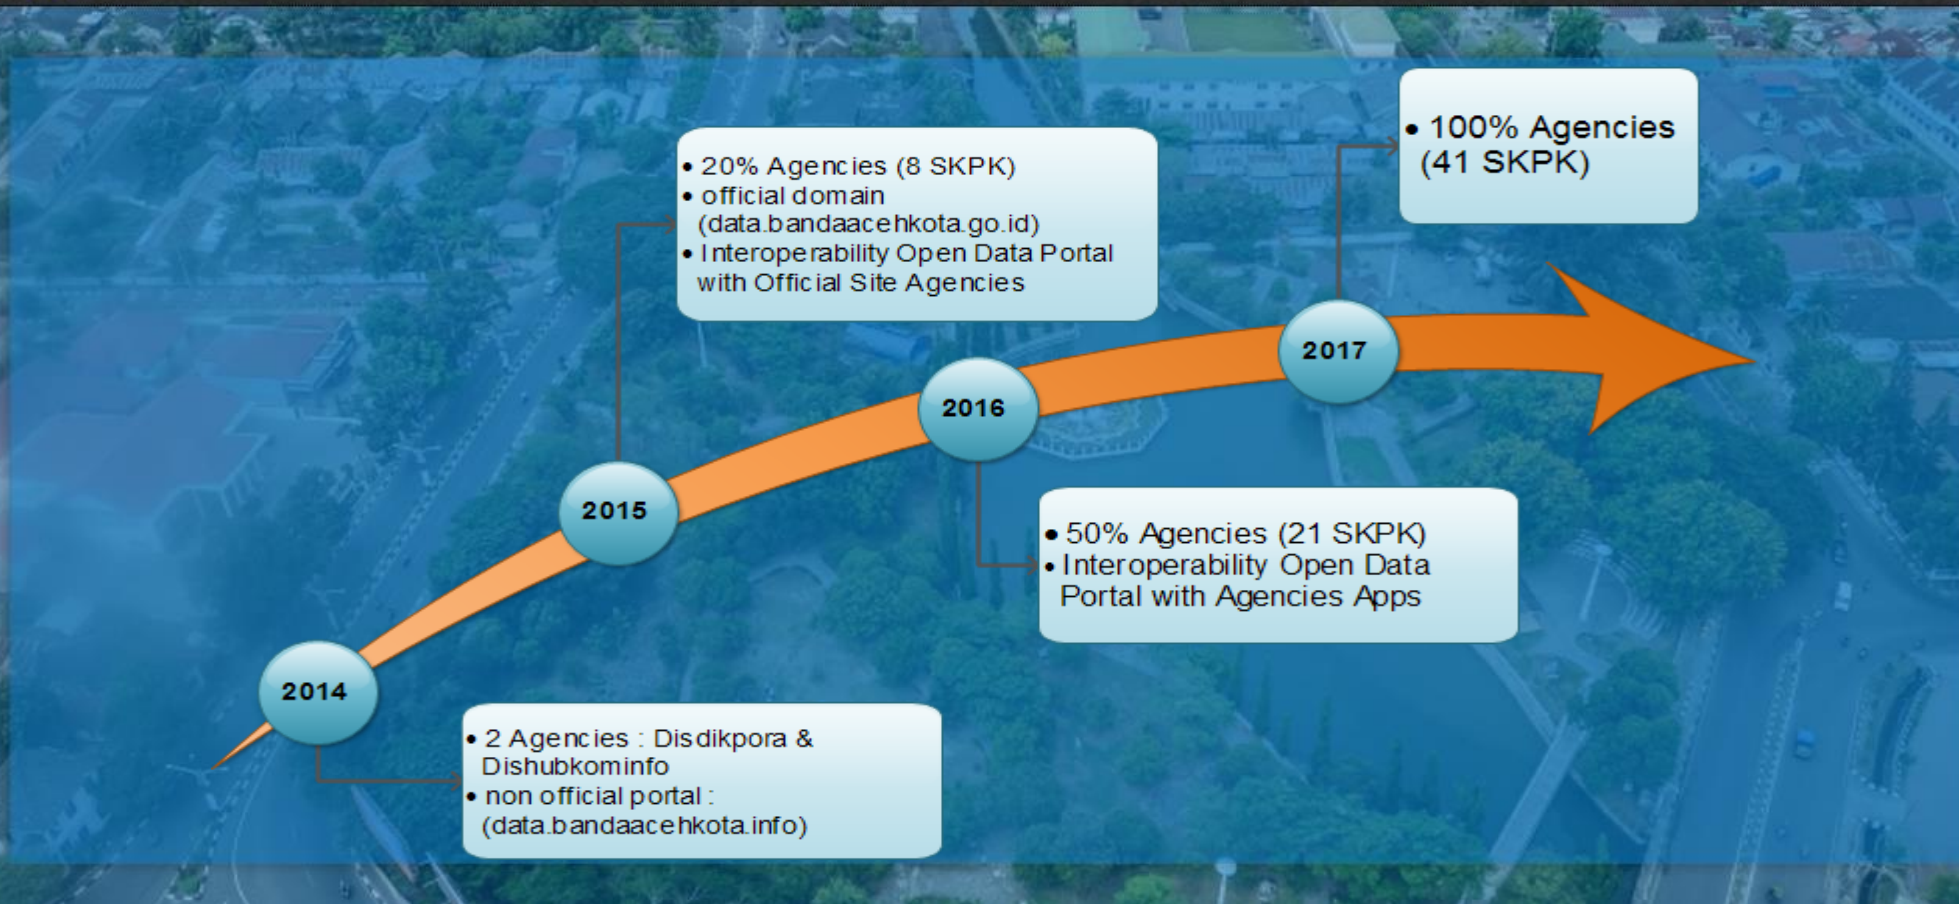 • 100% Agencies
(41 SKPK)
• 20% Agencies (8 SKPK)
• official domain
(data.bandaacehkota.go.id)
• Interoperability Open Data Portal
with Official Site Agencies
2017
2016
2015
• 50% Agencies (21 SKPK)
• Interoperability Open Data
Portal with Agencies Apps
2014
• 2 Agencies : Disdikpora &
Dishubkominfo
• non official portal :
(data.bandaacehkota.info)